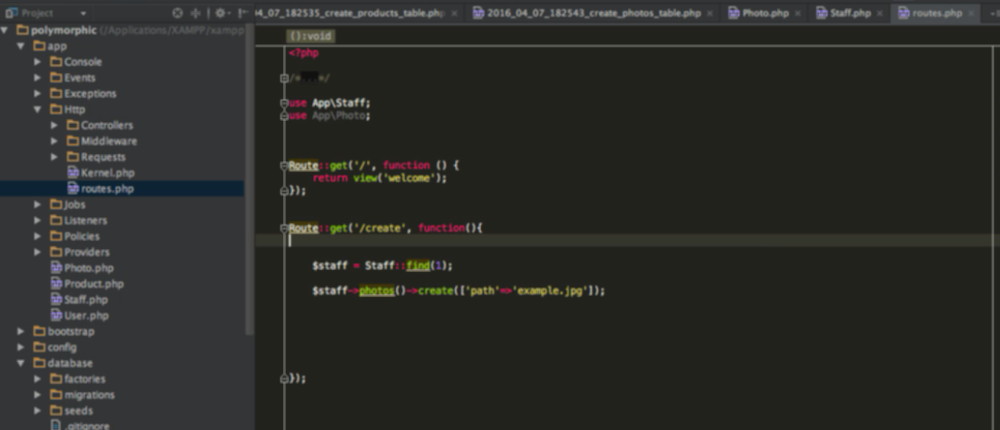 Project
4_07_182535_create_products_table.php
2016_04_07_182543_create_photos_table.php
Photo.php
Staff.php
routes.php
polymorphic (/Applications/XAMPP/xampp
app
Console
Events
Exceptions
Http
Controllers
Middleware
Requests
Kernel.php
routes.php
Jobs
Listeners
Policies
Providers
Photo.php
Product.php
Staff.php
User.php
bootstrap
config
database
factories
migrations
seeds
.gitignore
():void
<?php
/*...*/
use App\Staff;
use App\Photo;
Route::get('/', function () {
return view('welcome');
});
Route::get('/create', function(){
$staff = Staff::find(1);
$staff->photos()->create(['path'=>'example.jpg']);
});